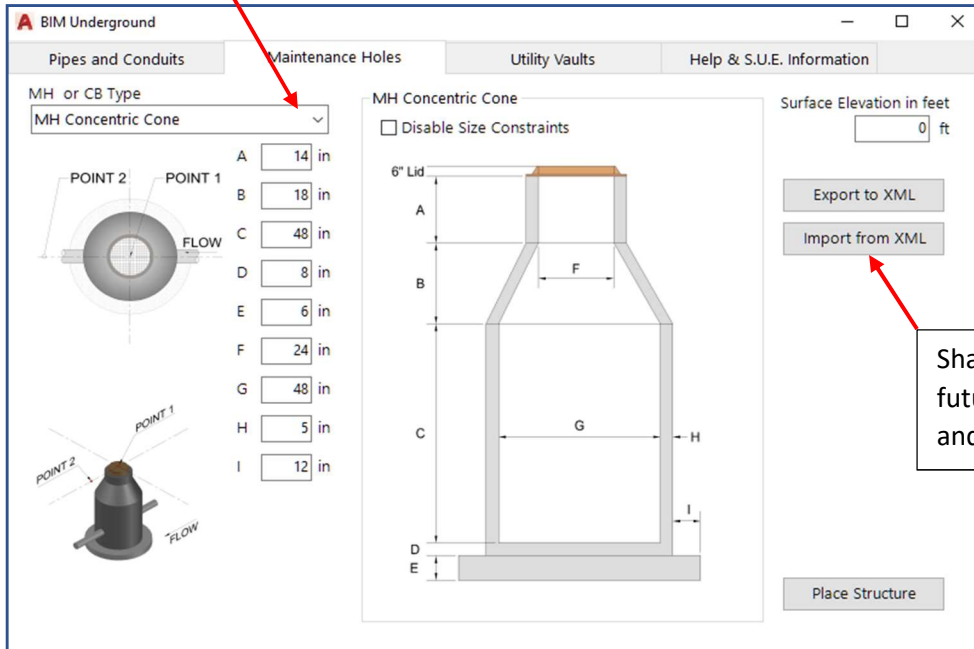 BIM Underground
Pipes and Conduits
Maintenance Holes
Utility Vaults
Help & S.U.E. Information
MH or CB Type
MH Concentric Cone
POINT 2
POINT 1
FLOW
A 14 in
B 18 in
C 48 in
D 8 in
E 6 in
F 24 in
G 48 in
H 5 in
I 12 in
POINT 1
POINT 2
FLOW
MH Concentric Cone
Disable Size Constraints
6" Lid
A
B
F
C
G
H
I
D
E
Surface Elevation in feet
0 ft
Export to XML
Import from XML
Place Structure
and